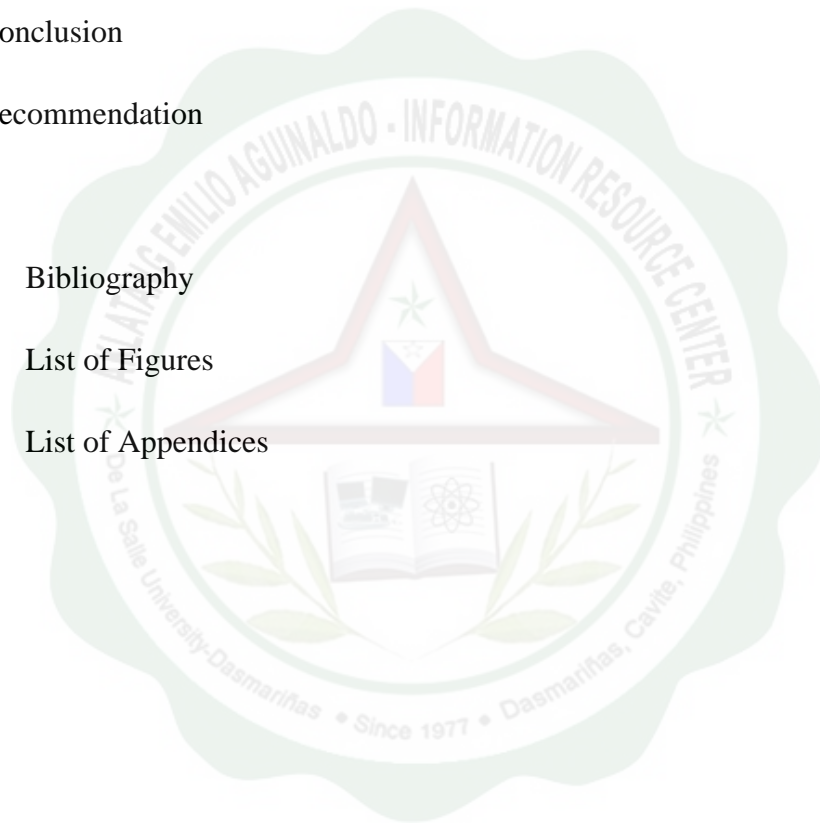 onclusion
ecommendation
Bibliography
List of Figures
List of Appendices
AKLATANG EMILIO AGUINALDO - INFORMATION RESOURCE CENTER
De La Salle University-Dasmariñas • Since 1977 • Dasmariñas, Cavite, Philippines